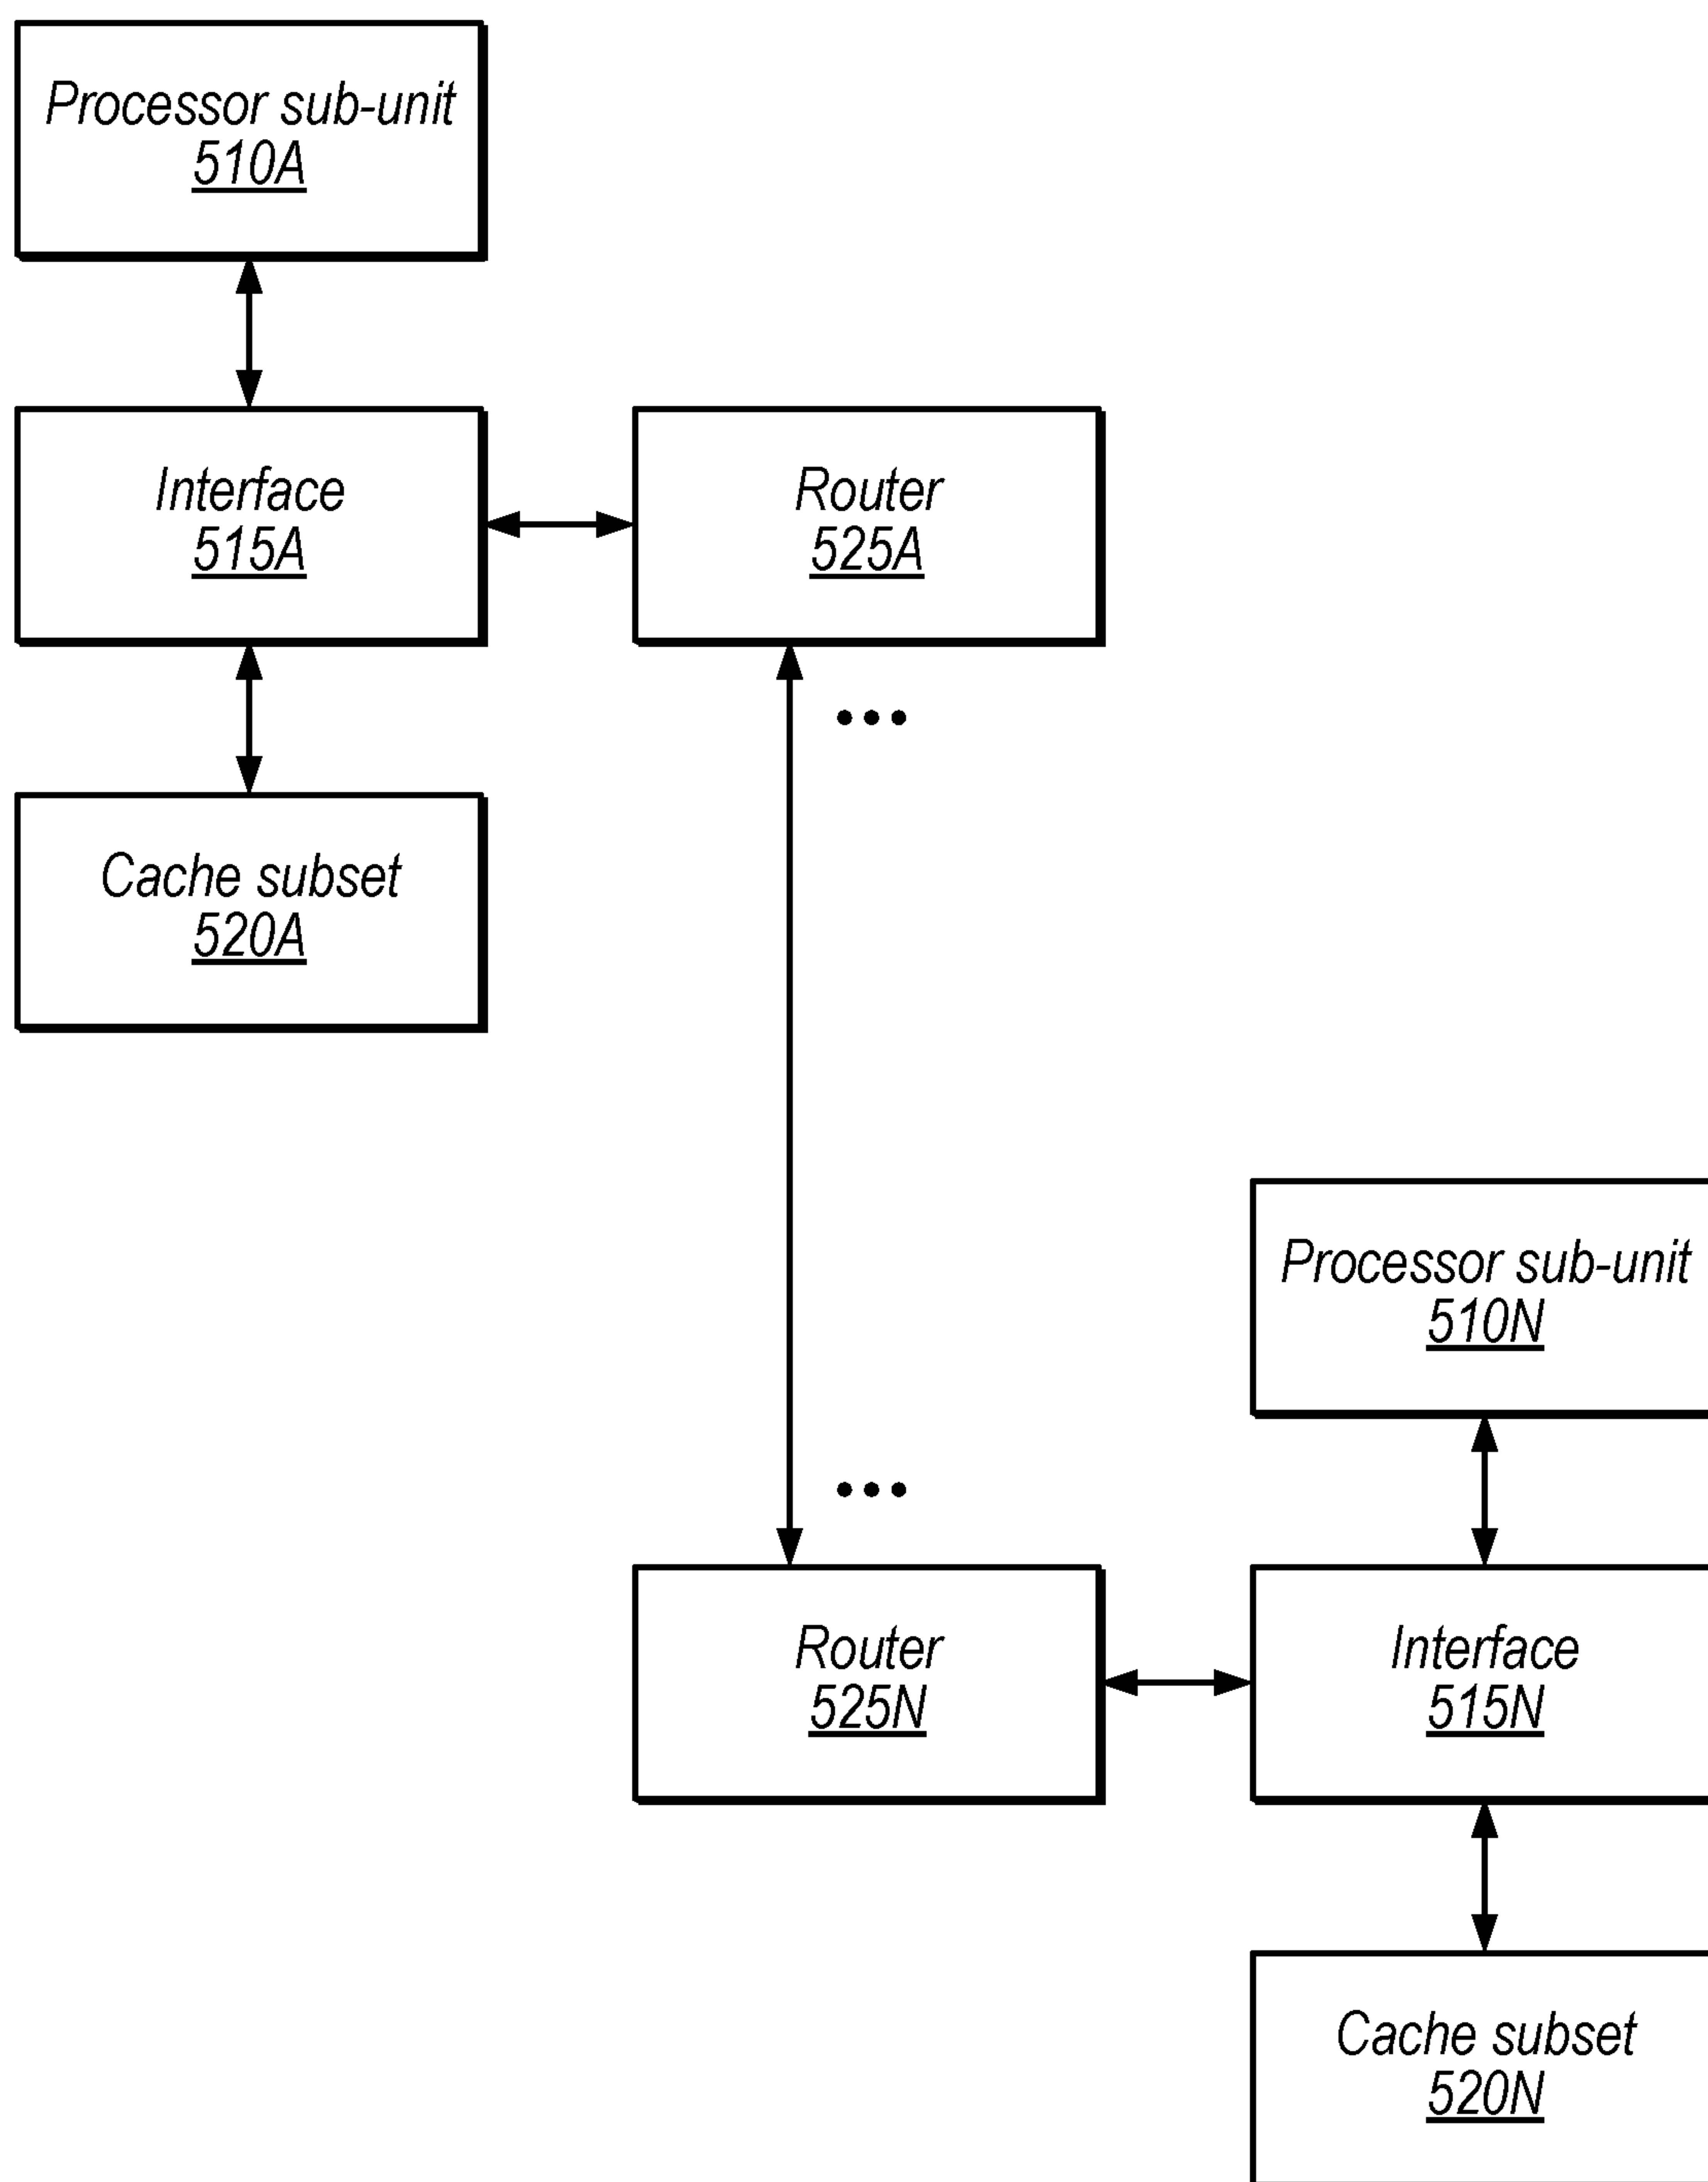 Processor sub-unit
510A
Interface
515A
Router
525A
•••
Cache subset
520A
Processor sub-unit
510N
•••
Router
525N
Interface
515N
Cache subset
520N